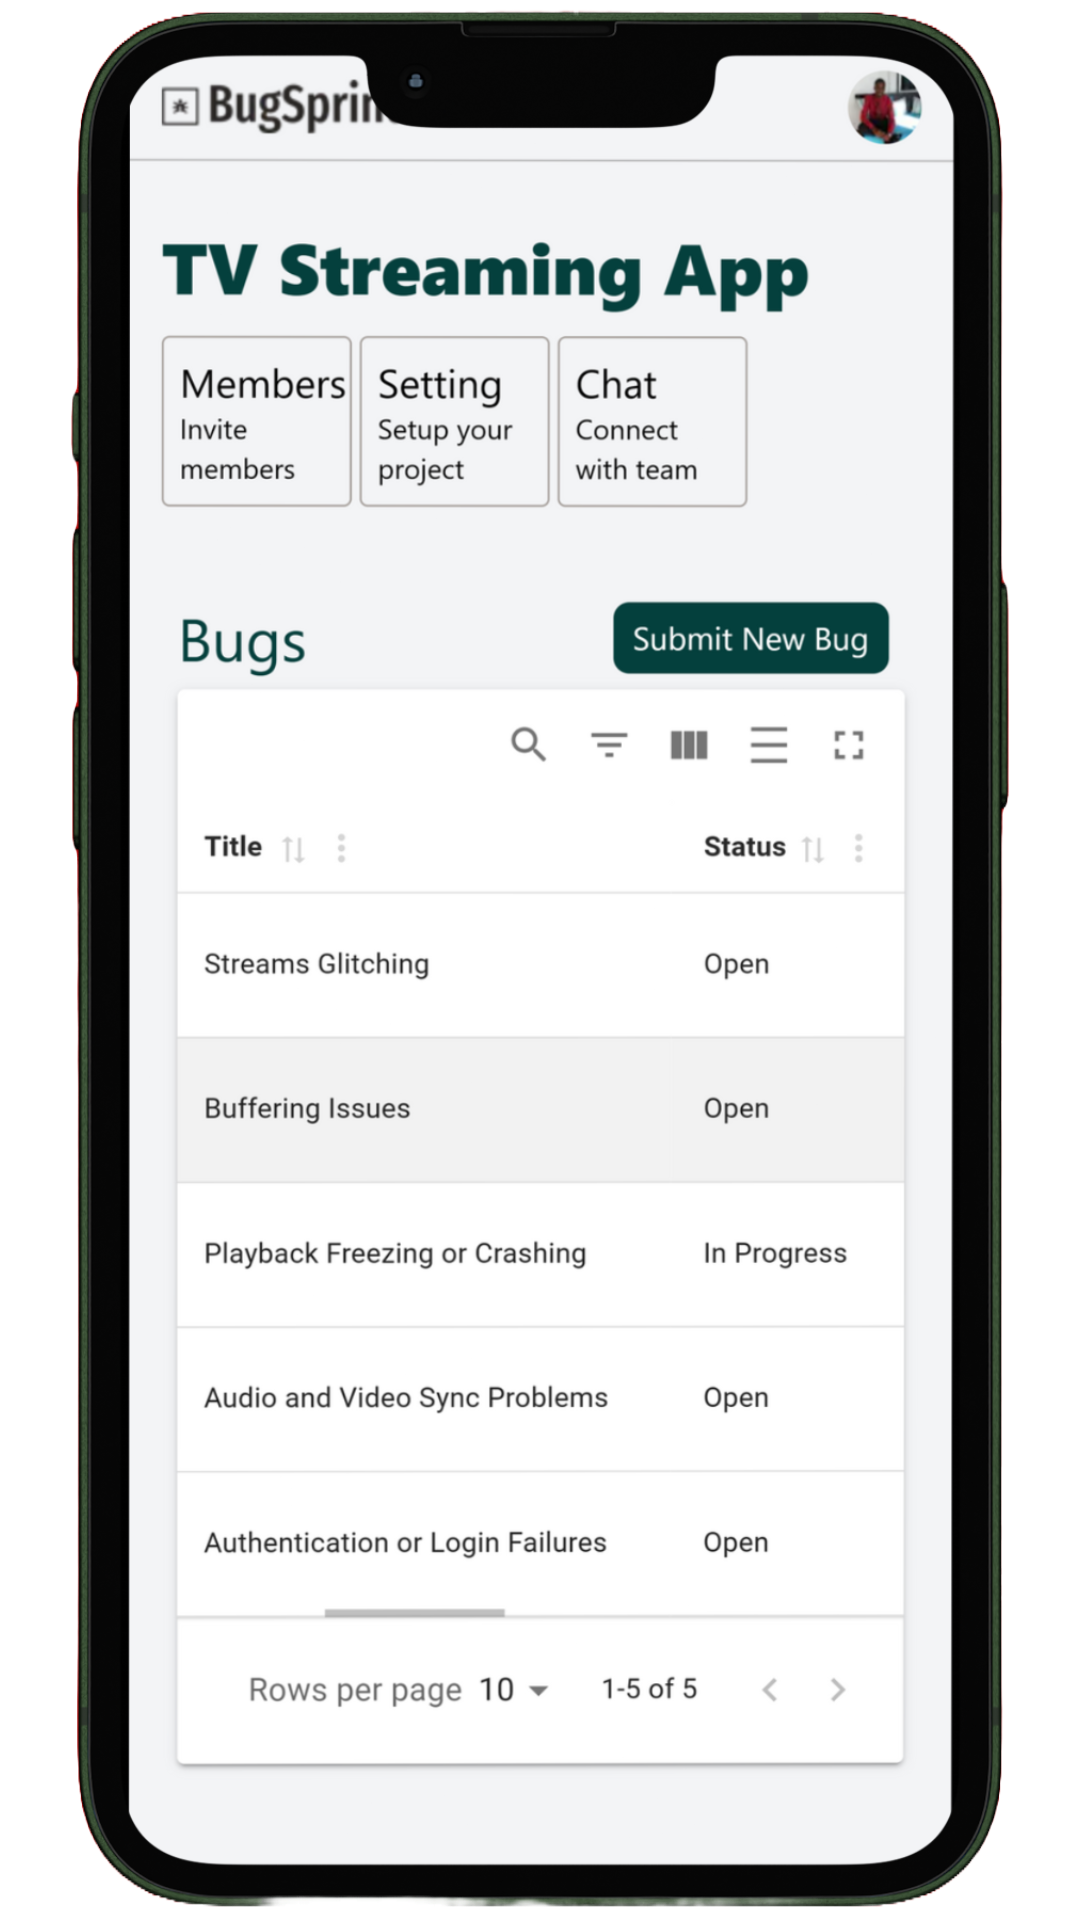 BugSprin
TV Streaming App
Members
Invite
members
Setting
Setup your
project
Chat
Connect
with team
Bugs
Submit New Bug
Title
Status
Streams Glitching
Open
Buffering Issues
Open
Playback Freezing or Crashing
In Progress
Audio and Video Sync Problems
Open
Authentication or Login Failures
Open
Rows per page 10
1-5 of 5